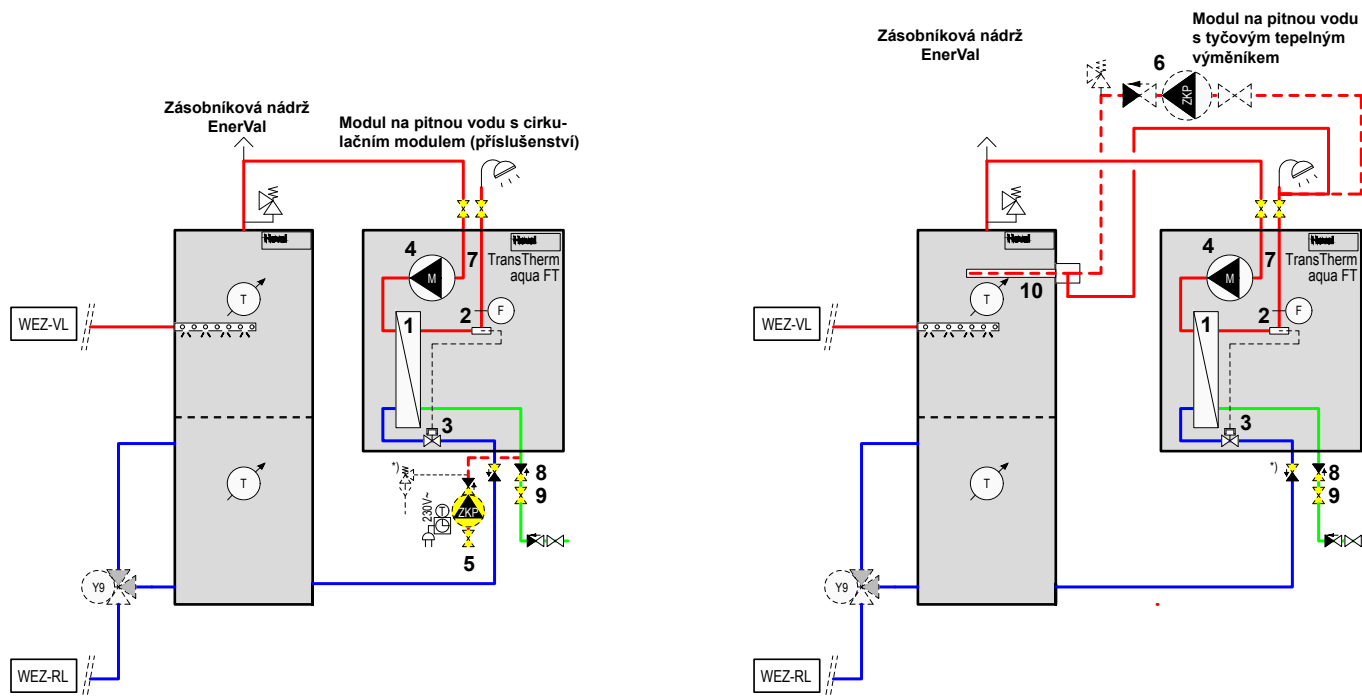 Zásobníková nádrž
EnerVal
Modul na pitnou vodu s cirku-
lačním modulem (příslušenství)
Hoval
TransTherm
aqua FT
4
7
M
T
F
2
1
WEZ-VL
3
T
*)
8
9
230V~
T
ZKP
5
Y9
WEZ-RL
Zásobníková nádrž
EnerVal
Modul na pitnou vodu
s tyčovým tepelným
výměníkem
6
ZKP
Hoval
Hoval
TransTherm
aqua FT
4
7
M
10
T
F
2
1
WEZ-VL
3
T
*)
8
9
Y9
WEZ-RL